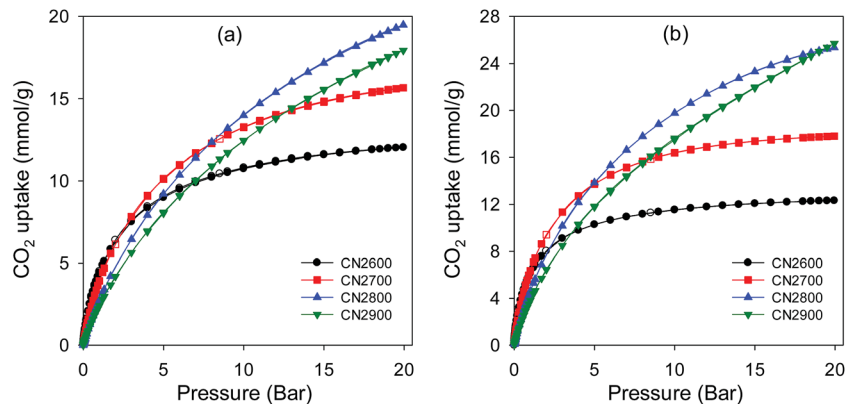 (a)
CO2 uptake (mmol/g)
20
15
10
5
0
CN2600
CN2700
CN2800
CN2900
0 5 10 15 20
Pressure (Bar)
(b)
CO2 uptake (mmol/g)
28
24
20
16
12
8
4
0
CN2600
CN2700
CN2800
CN2900
0 5 10 15 20
Pressure (Bar)